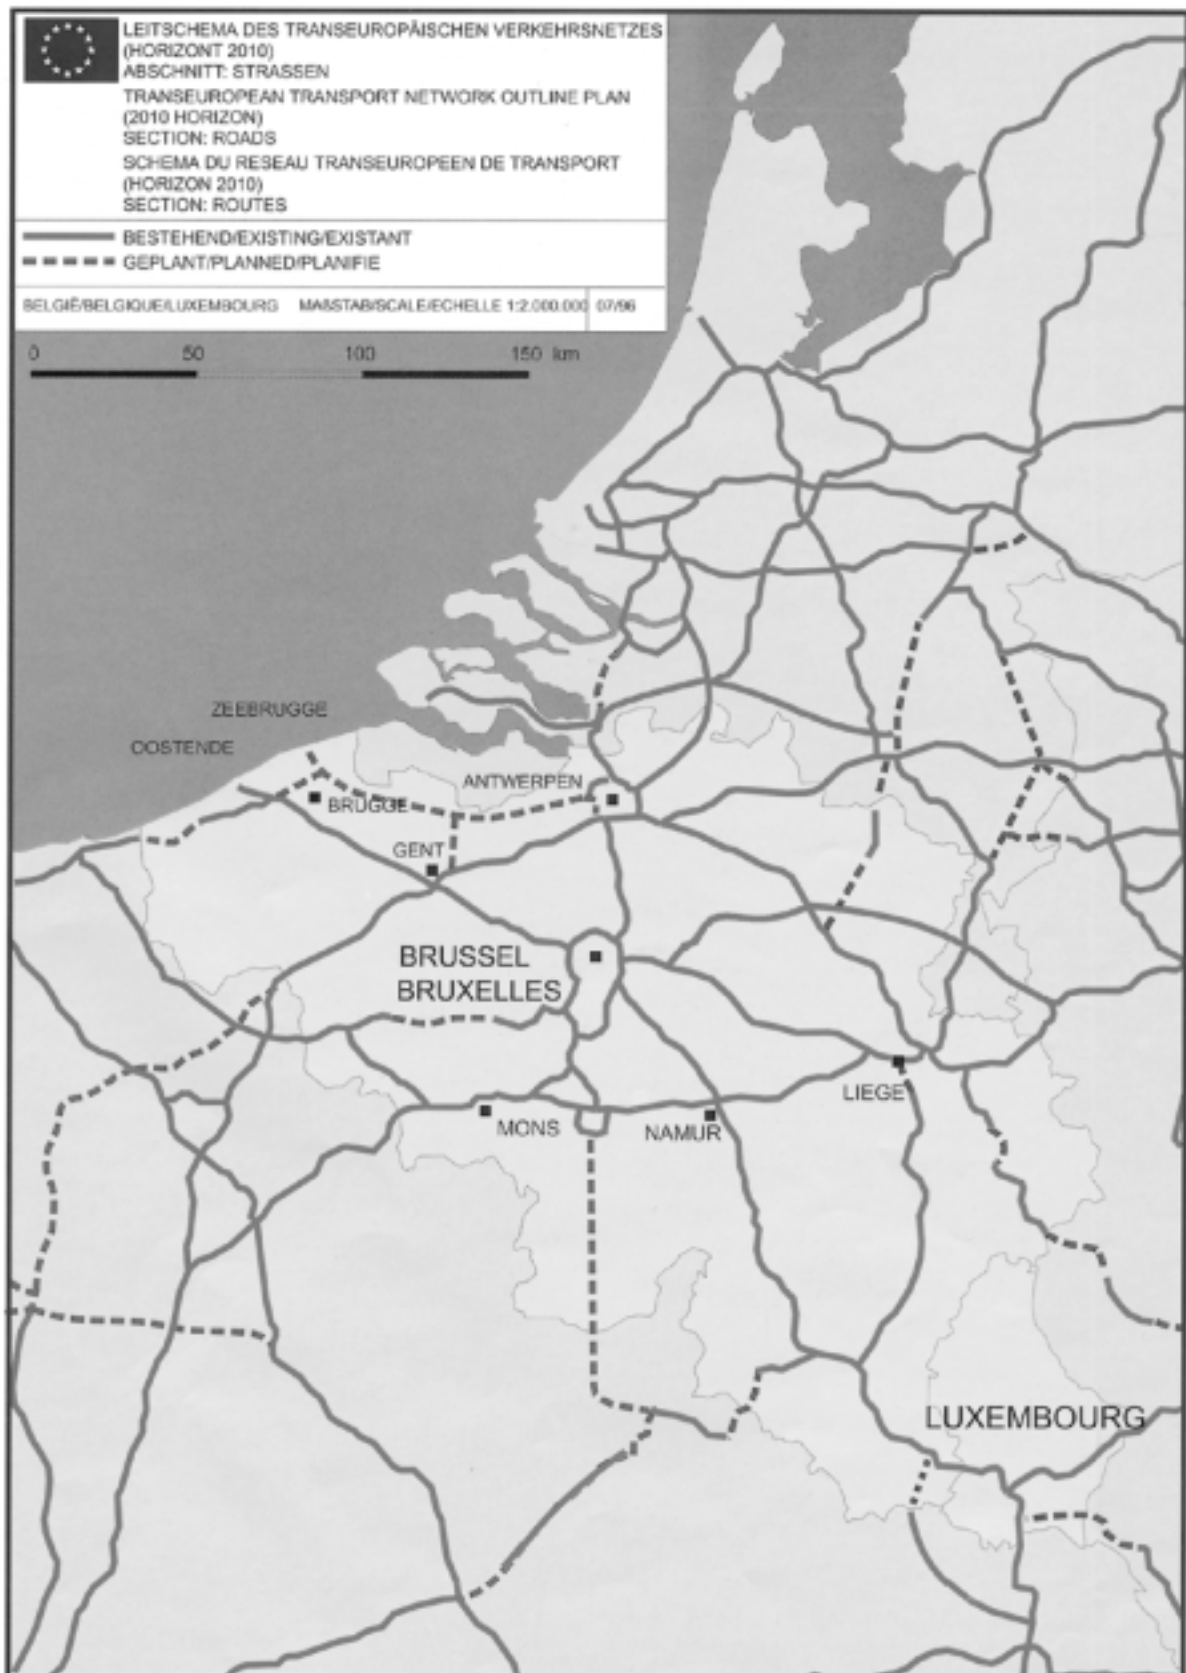 LEITSCHEMA DES TRANSEUROPÄISCHEN VERKEHRSNETZES
(HORIZONT 2010)
ABSCHNITT: STRASSEN
TRANSEUROPEAN TRANSPORT NETWORK OUTLINE PLAN
(2010 HORIZON)
SECTION: ROADS
SCHEMA DU RESEAU TRANSEUROPEEN DE TRANSPORT
(HORIZON 2010)
SECTION: ROUTES
BESTEHEND/EXISTING/EXISTANT
GEPLANT/PLANNED/PLANIFIE
BELGIË/BELGIQUE/LUXEMBOURG MAßSTAB/SCALE/ECHELLE 1:2.000.000 07/96
0 50 100 150 km
ZEEBRUGGE
OOSTENDE
ANTWERPEN
BRUGGE
GENT
BRUSSEL
BRUXELLES
LIEGE
MONS
NAMUR
LUXEMBOURG